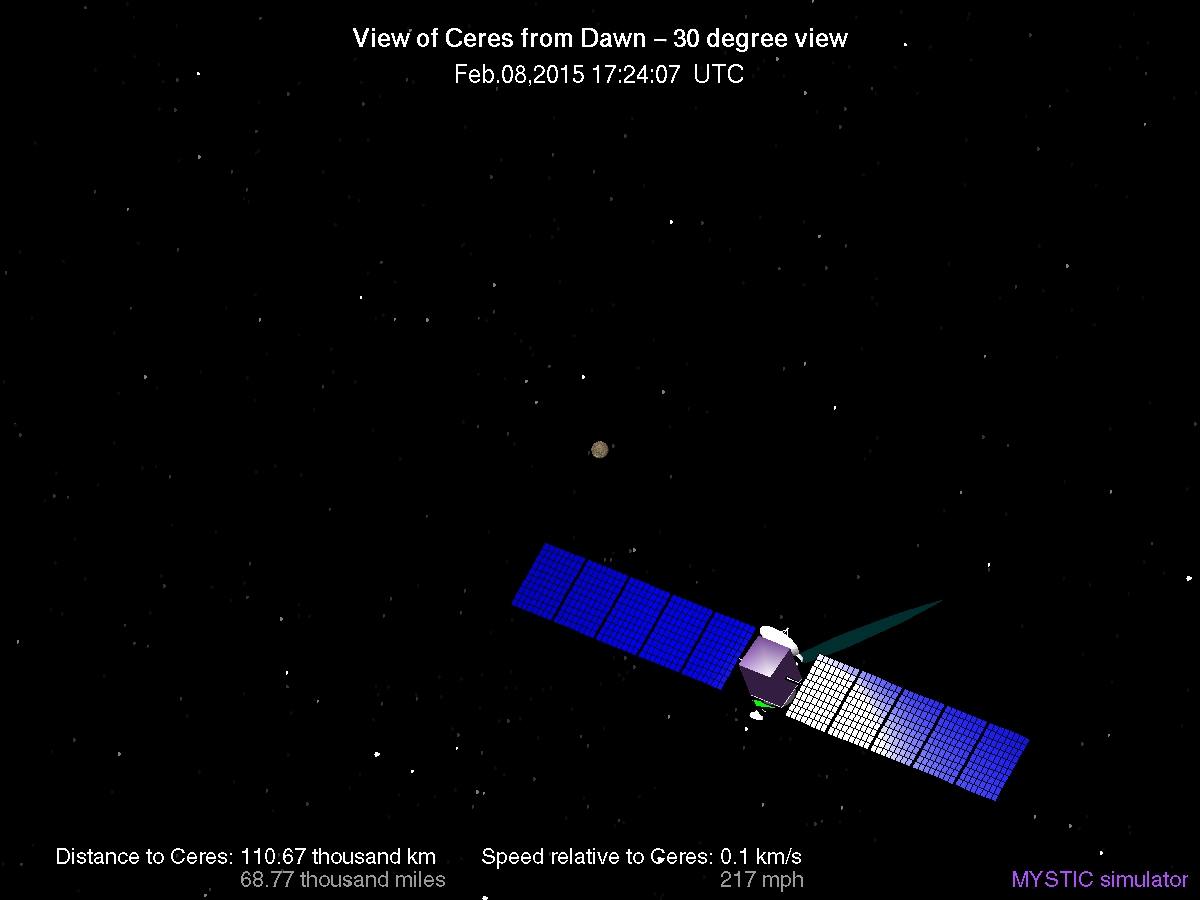 View of Ceres from Dawn – 30 degree view
Feb.08,2015 17:24:07 UTC
Distance to Ceres: 110.67 thousand km Speed relative to Ceres: 0.1 km/s
68.77 thousand miles 217 mph
MYSTIC simulator